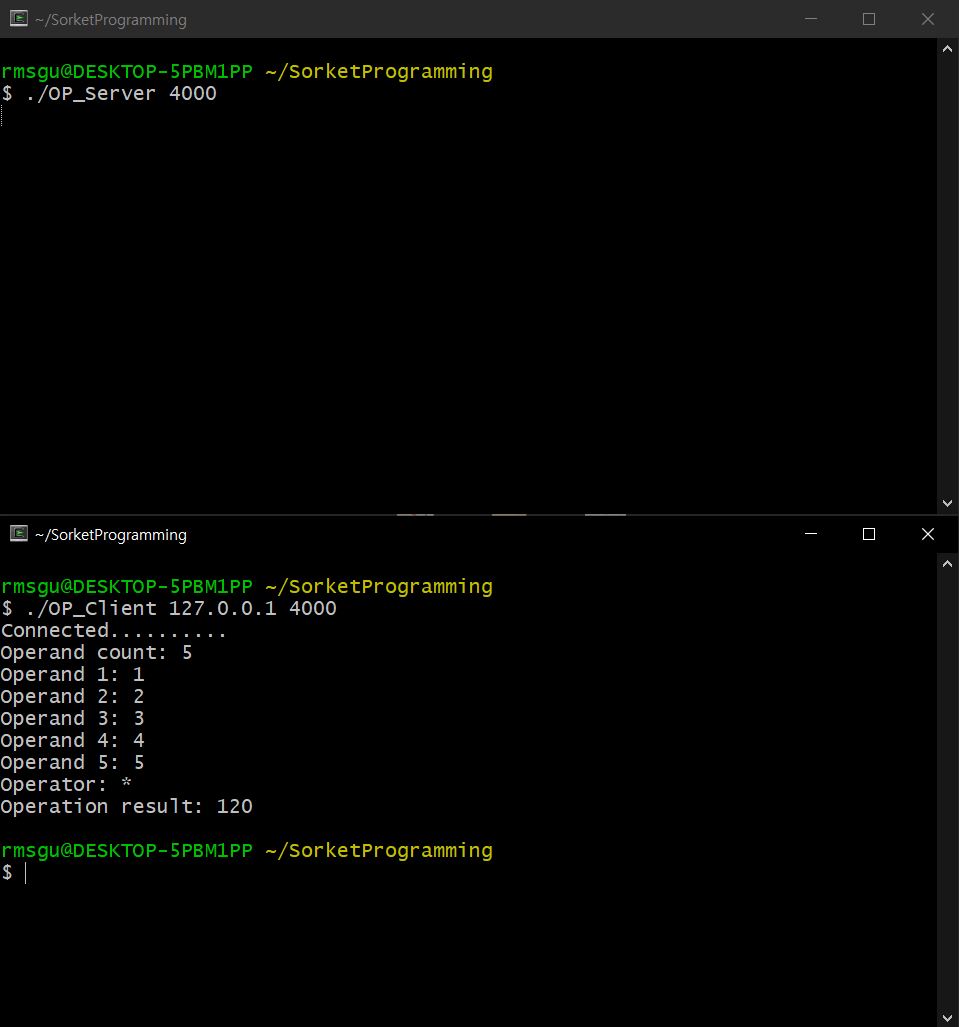 ~/SorketProgramming
rmsgu@DESKTOP-5PBM1PP ~/SorketProgramming
$ ./OP_Server 4000
~/SorketProgramming
rmsgu@DESKTOP-5PBM1PP ~/SorketProgramming
$ ./OP_Client 127.0.0.1 4000
Connected..........
Operand count: 5
Operand 1: 1
Operand 2: 2
Operand 3: 3
Operand 4: 4
Operand 5: 5
Operator: *
Operation result: 120
rmsgu@DESKTOP-5PBM1PP ~/SorketProgramming
$